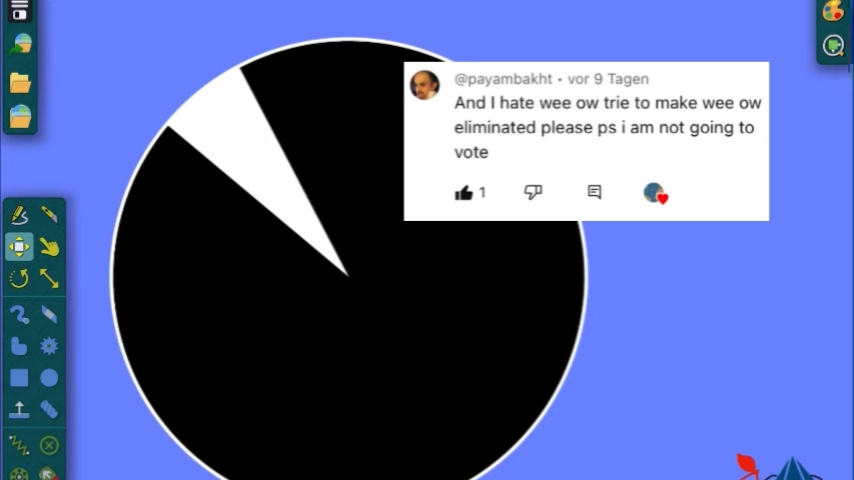 @payambakht • vor 9 Tagen
And I hate wee ow trie to make wee ow
eliminated please ps i am not going to
vote
1